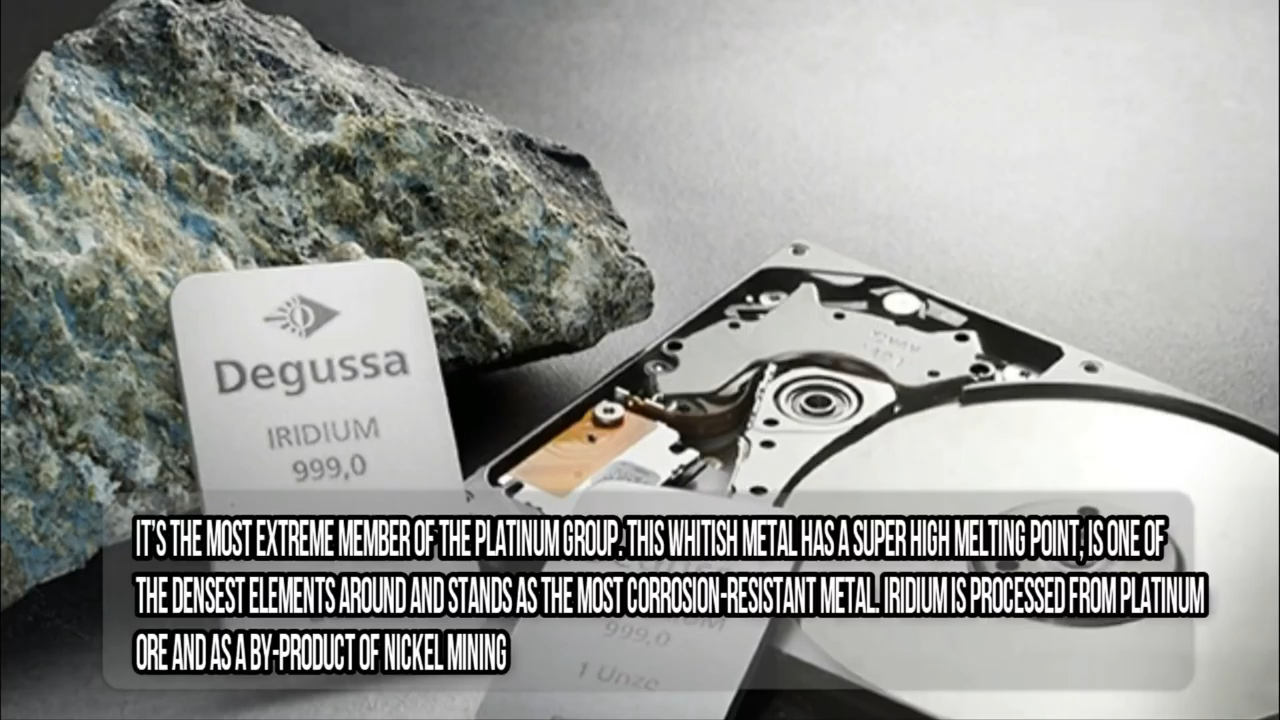 Degussa
IRIDIUM
999,0
IT'S THE MOST EXTREME MEMBER OF THE PLATINUM GROUP. THIS WHITISH METAL HAS A SUPER HIGH MELTING POINT, IS ONE OF
THE DENSEST ELEMENTS AROUND AND STANDS AS THE MOST CORROSION-RESISTANT METAL. IRIDIUM IS PROCESSED FROM PLATINUM
ORE AND AS A BY-PRODUCT OF NICKEL MINING
999,0
1 Unze